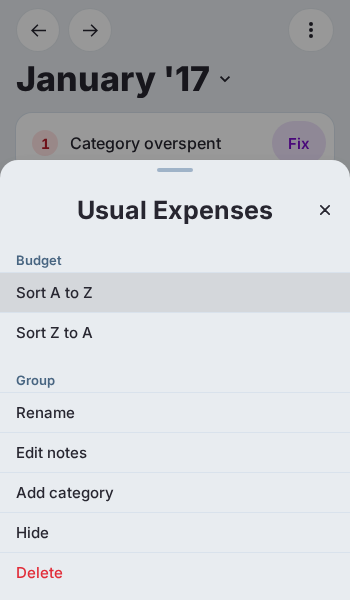 January '17
1 Category overspent Fix
Usual Expenses
Budget
Sort A to Z
Sort Z to A
Group
Rename
Edit notes
Add category
Hide
Delete